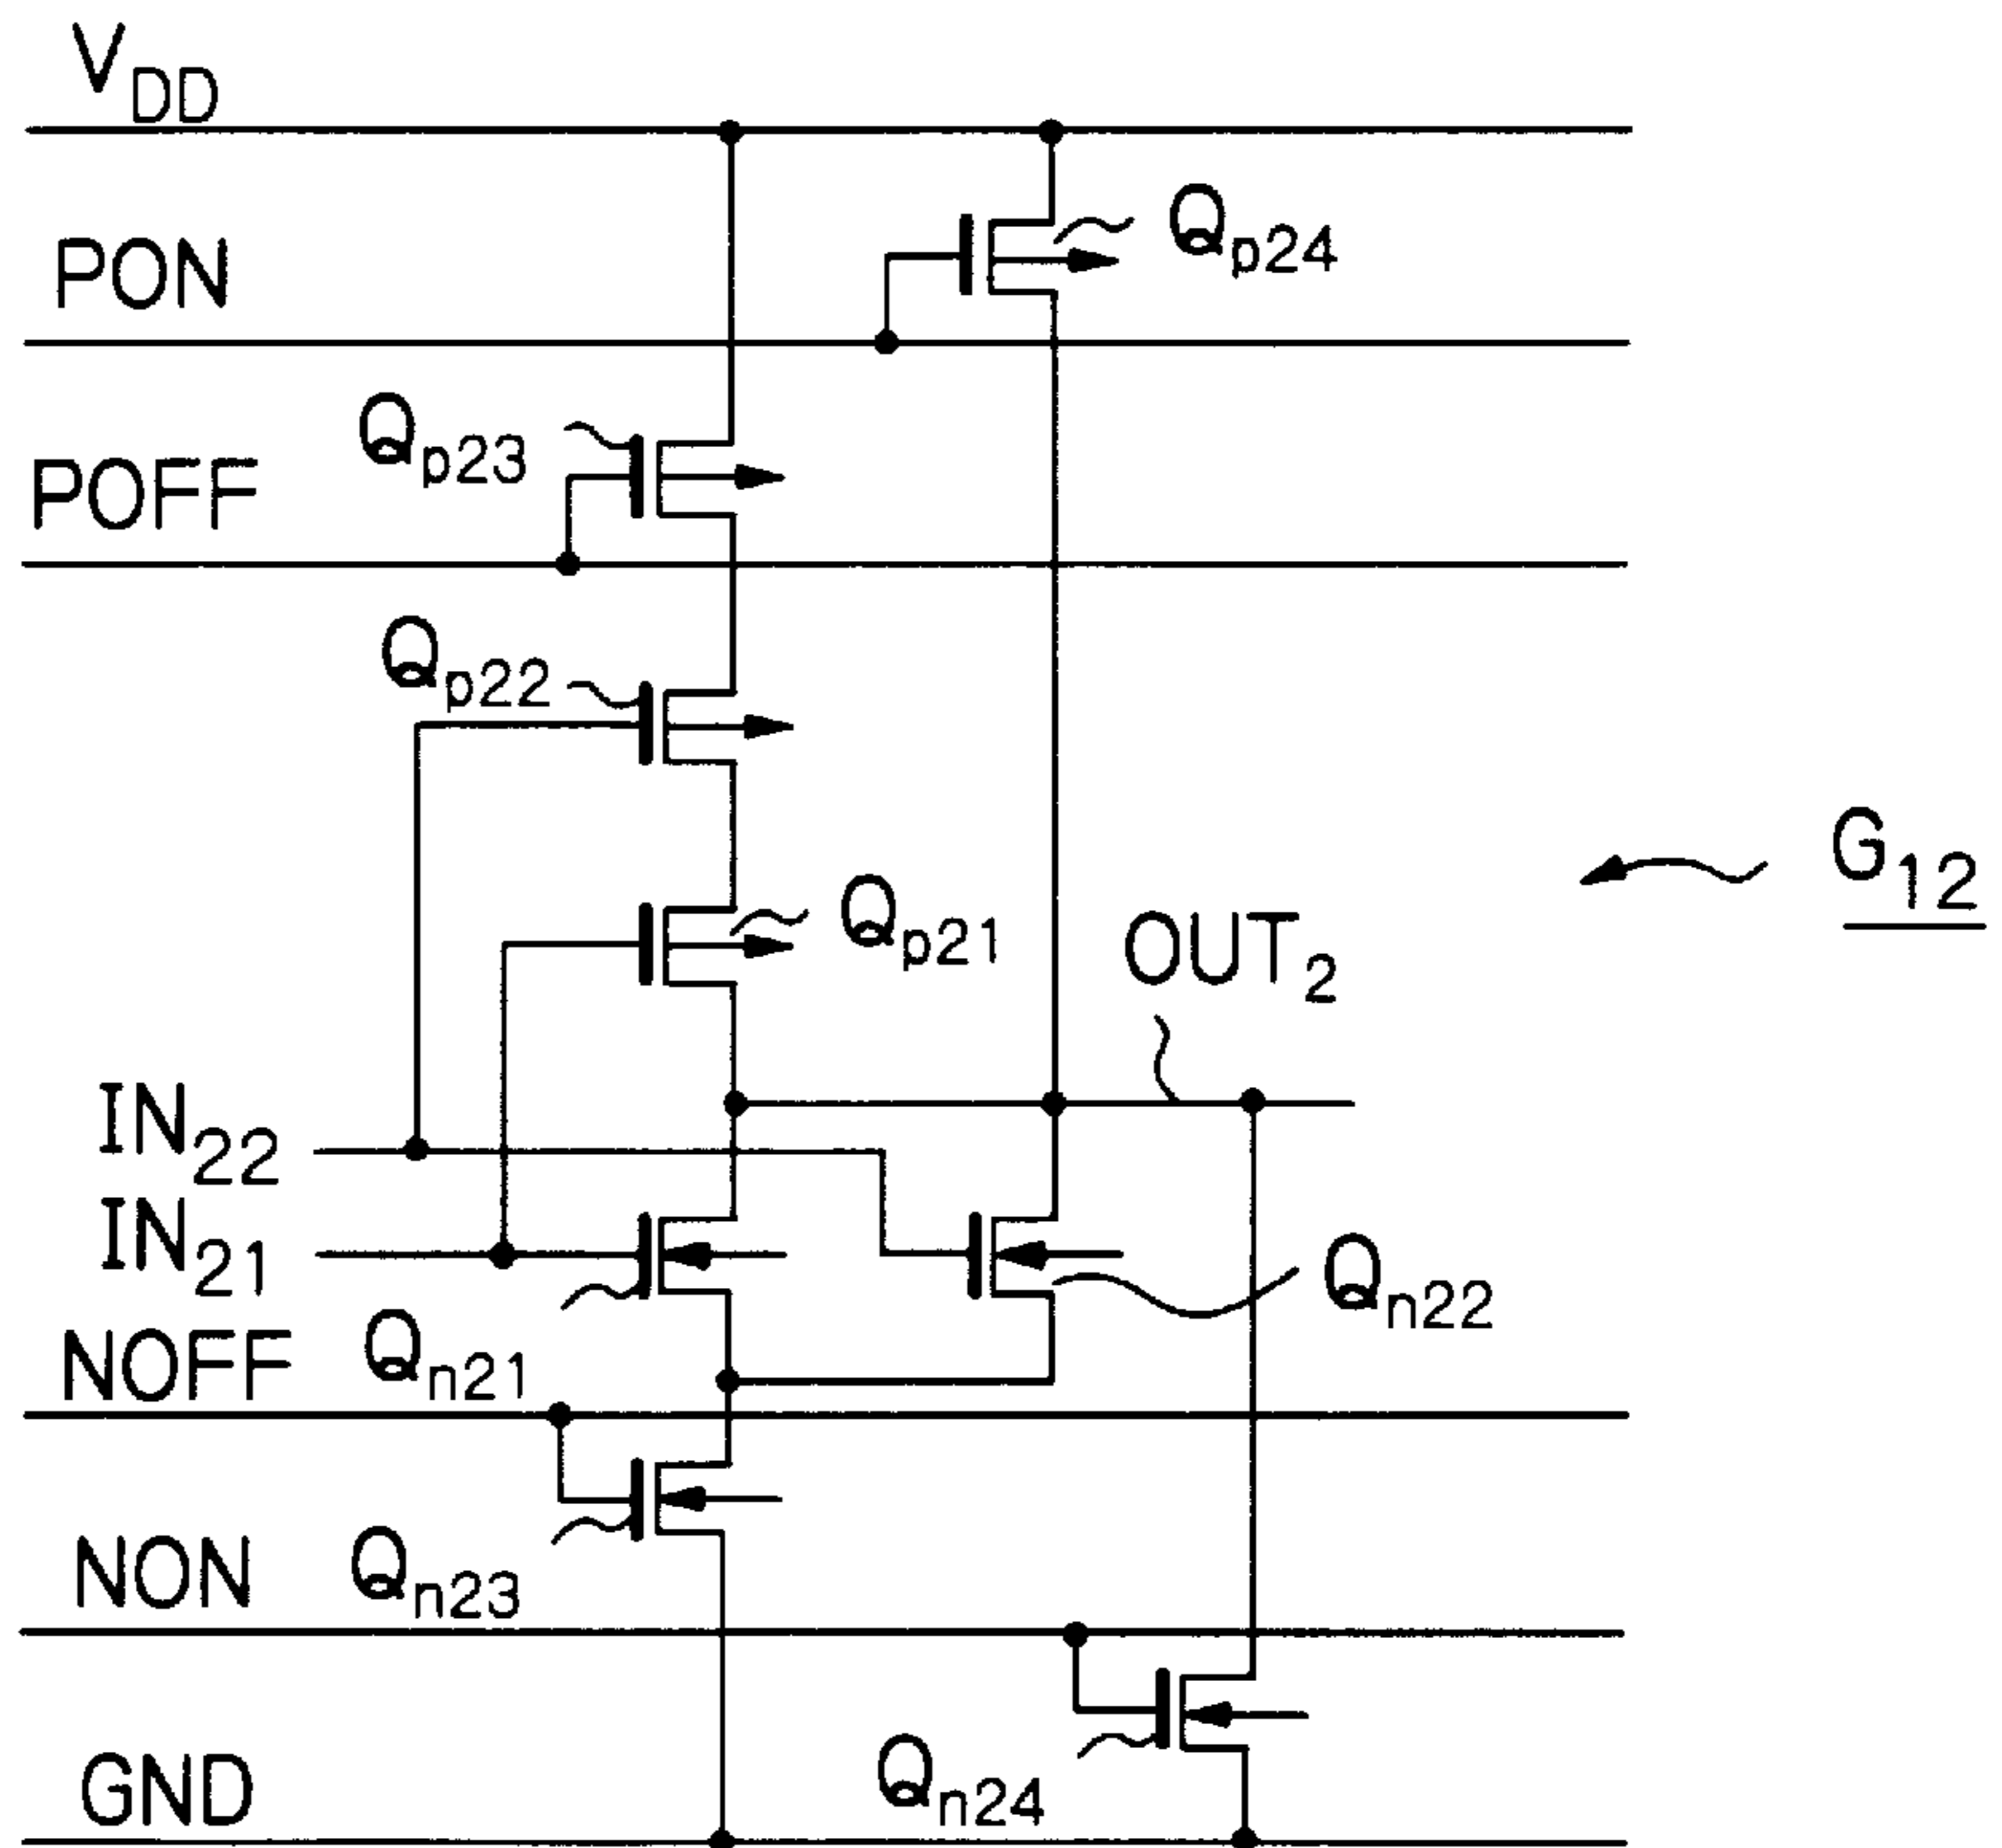 VDD
Qp24
PON
Qp23
POFF
Qp22
G12
Qp21
OUT2
IN22
IN21
Qn22
NOFF
Qn21
NON
Qn23
GND
Qn24